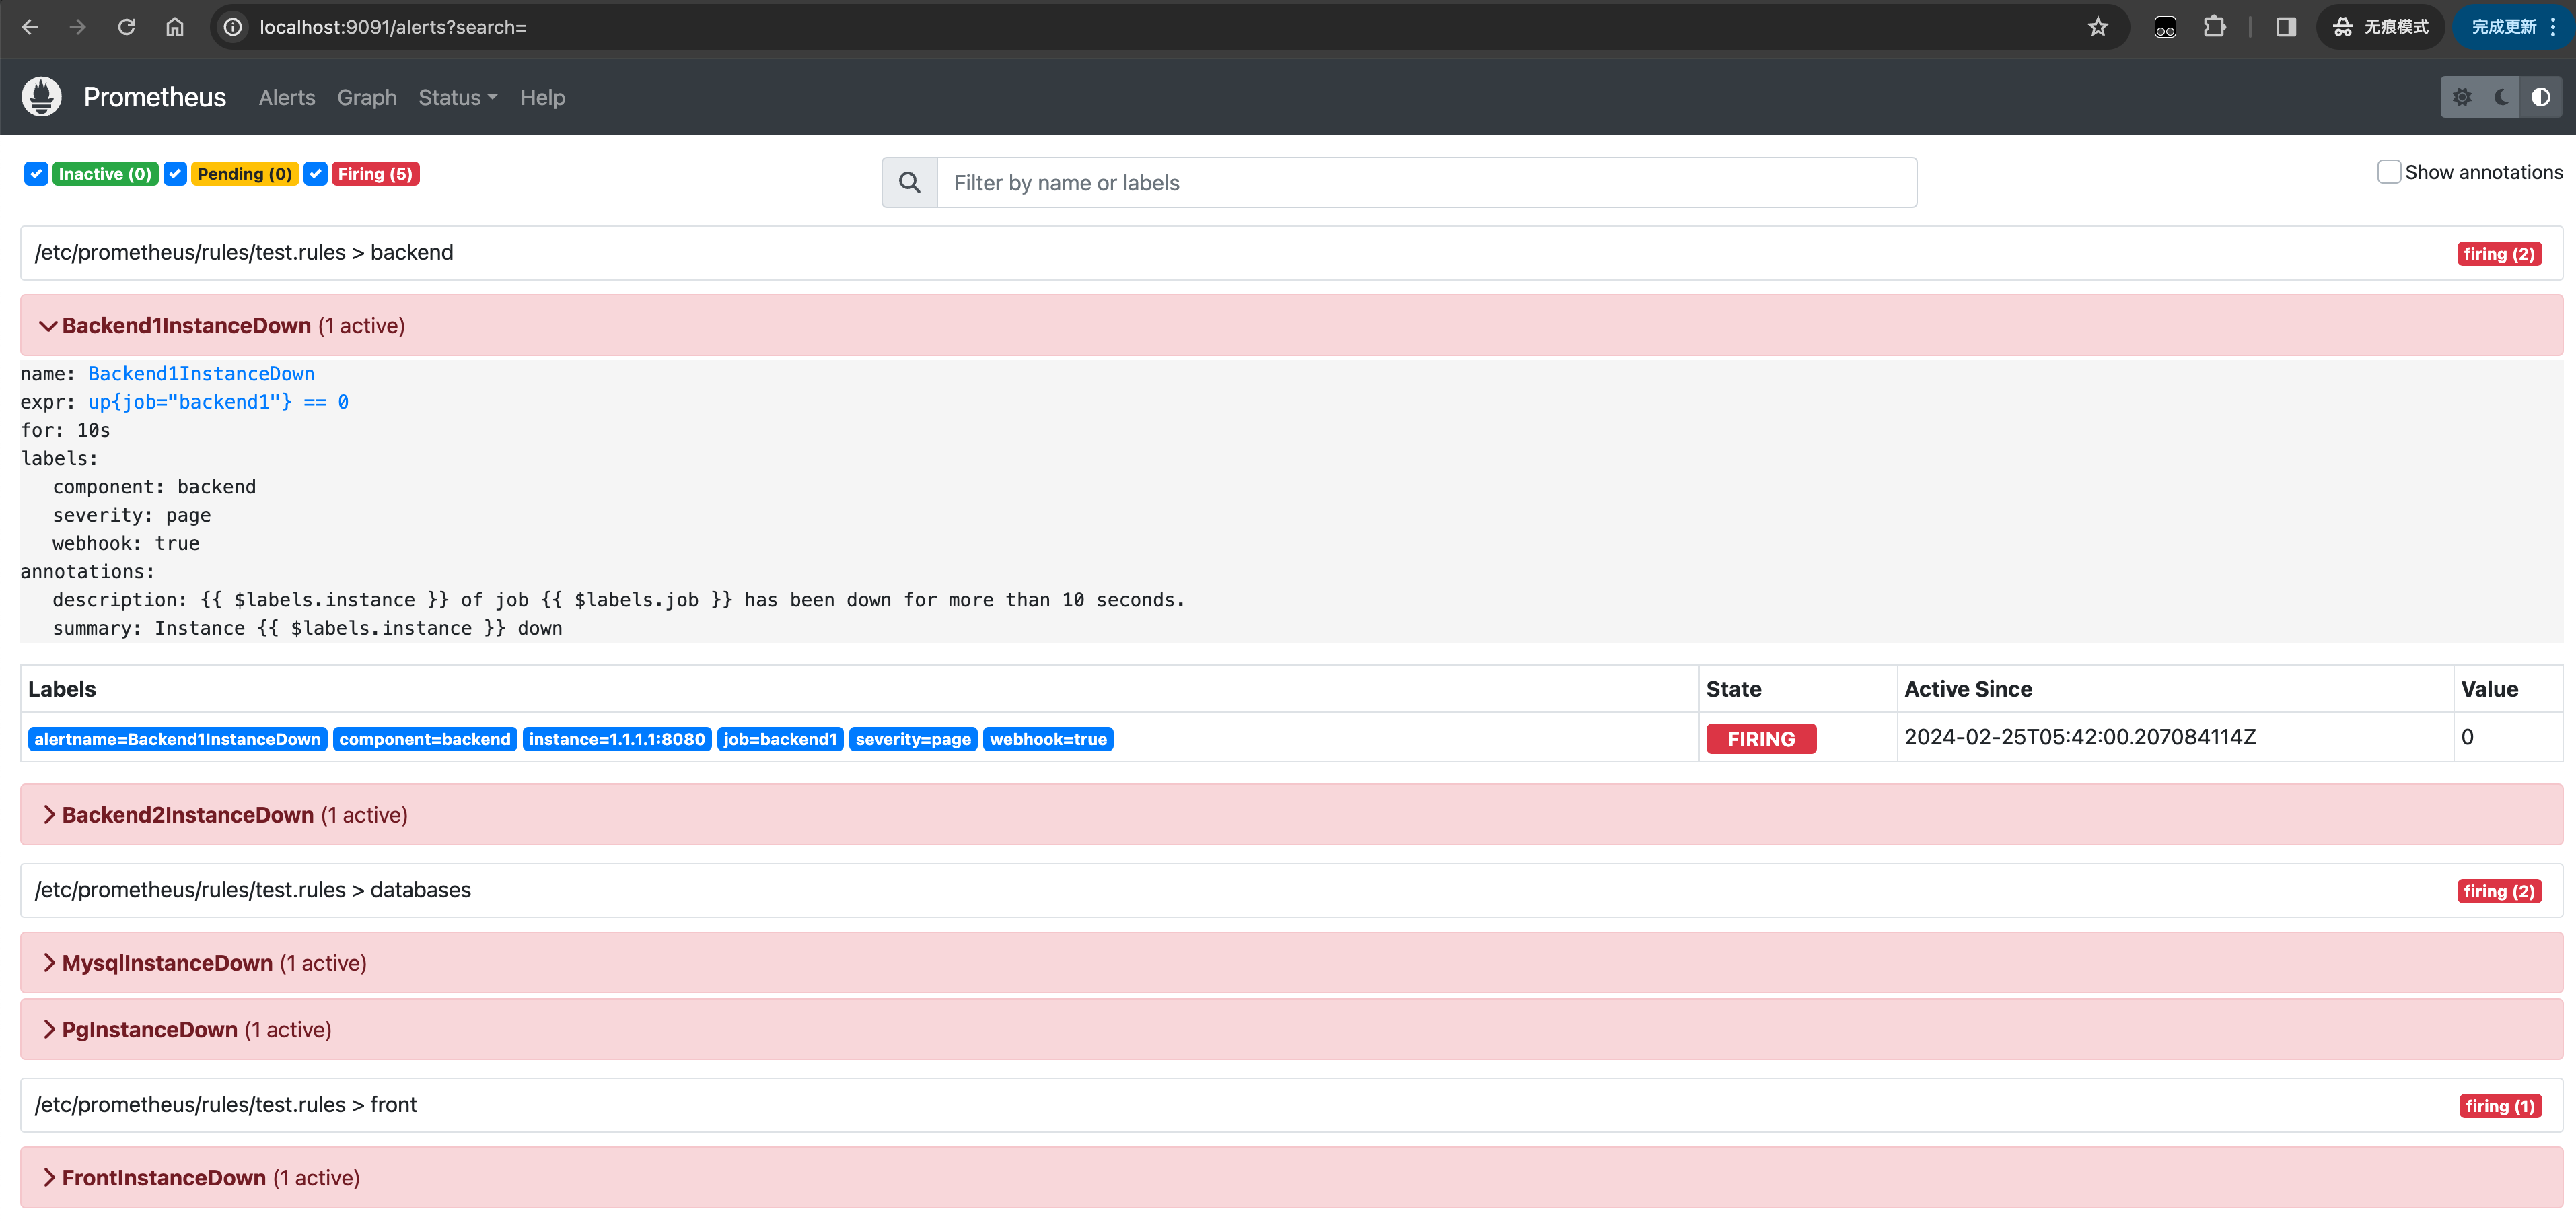 localhost:9091/alerts?search=
无痕模式
完成更新
Prometheus Alerts Graph Status Help
Inactive (0) Pending (0) Firing (5)
Filter by name or labels
Show annotations
/etc/prometheus/rules/test.rules > backend
firing (2)
Backend1InstanceDown (1 active)
name: Backend1InstanceDown
expr: up{job="backend1"} == 0
for: 10s
labels:
component: backend
severity: page
webhook: true
annotations:
description: {{ $labels.instance }} of job {{ $labels.job }} has been down for more than 10 seconds.
summary: Instance {{ $labels.instance }} down
Labels State Active Since Value
alertname=Backend1InstanceDown component=backend instance=1.1.1.1:8080 job=backend1 severity=page webhook=true FIRING 2024-02-25T05:42:00.207084114Z 0
Backend2InstanceDown (1 active)
/etc/prometheus/rules/test.rules > databases
firing (2)
MysqlInstanceDown (1 active)
PgInstanceDown (1 active)
/etc/prometheus/rules/test.rules > front
firing (1)
FrontInstanceDown (1 active)